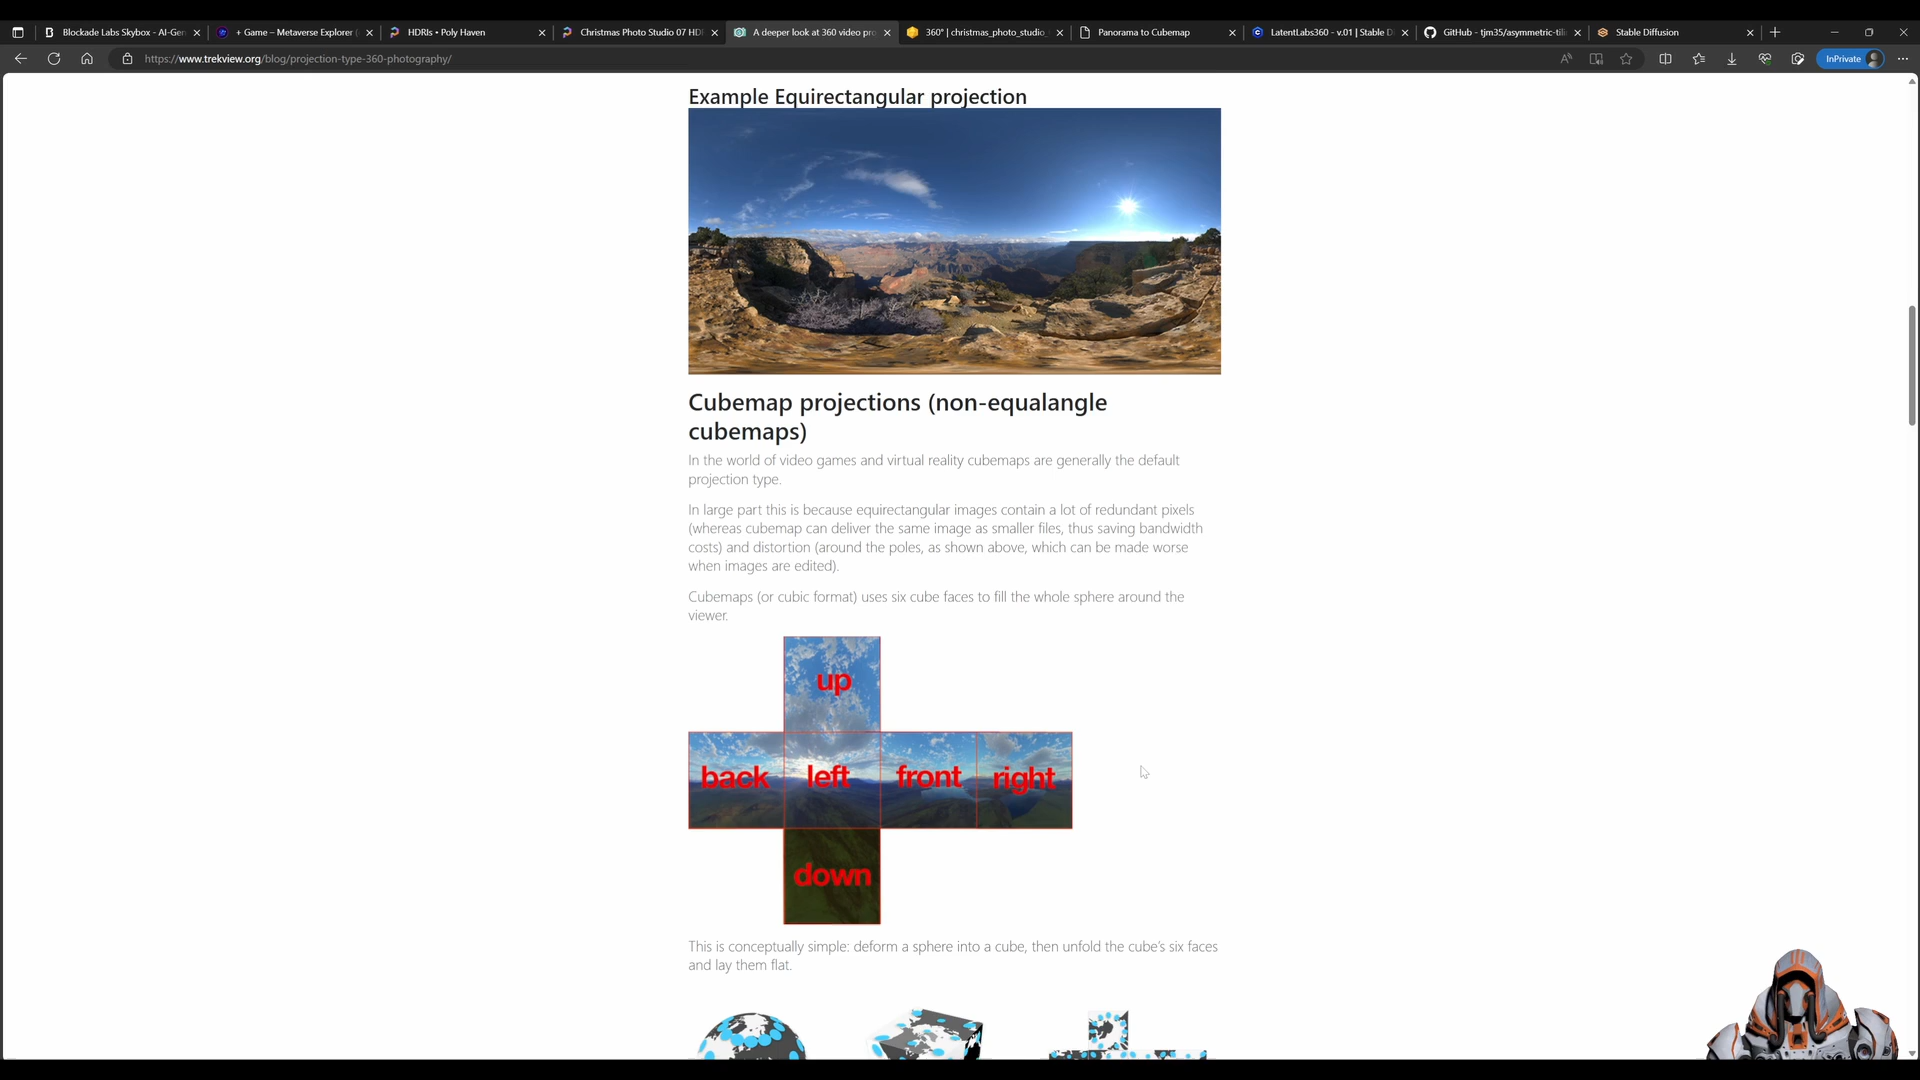 Blockade Labs Skybox - AI-Gen
+ Game – Metaverse Explorer (
HDRIs • Poly Haven
Christmas Photo Studio 07 HDR
A deeper look at 360 video pro
360° | christmas_photo_studio_
Panorama to Cubemap
LatentLabs360 - v.01 | Stable D
GitHub - tjm35/asymmetric-tili
Stable Diffusion
https://www.trekview.org/blog/projection-type-360-photography/
InPrivate
Example Equirectangular projection
Cubemap projections (non-equalangle
cubemaps)
In the world of video games and virtual reality cubemaps are generally the default
projection type.
In large part this is because equirectangular images contain a lot of redundant pixels
(whereas cubemap can deliver the same image as smaller files, thus saving bandwidth
costs) and distortion (around the poles, as shown above, which can be made worse
when images are edited).
Cubemaps (or cubic format) uses six cube faces to fill the whole sphere around the
viewer.
up
back left front right
down
This is conceptually simple: deform a sphere into a cube, then unfold the cube's six faces
and lay them flat.